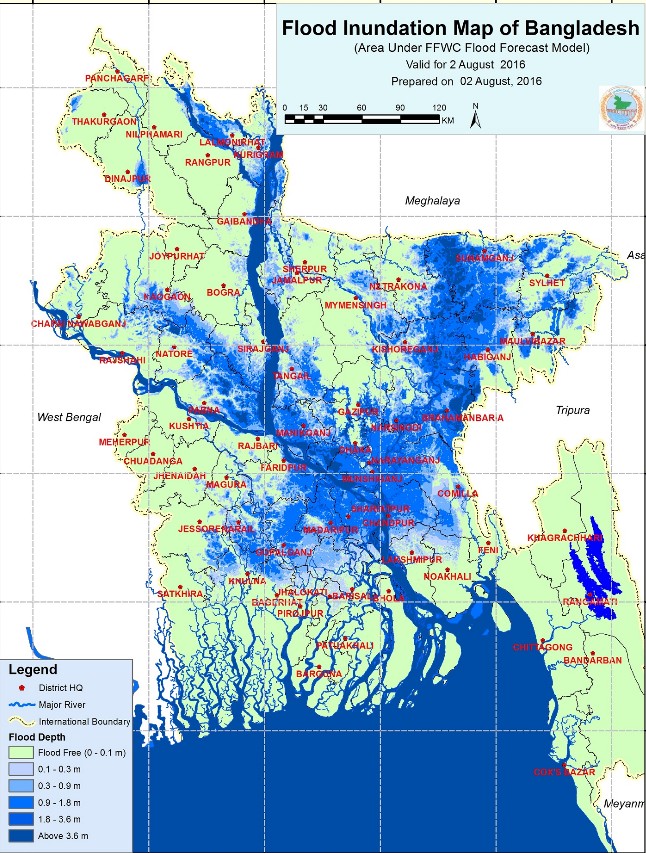 Flood Inundation Map of Bangladesh
(Area Under FFWC Flood Forecast Model)
Valid for 2 August 2016
Prepared on 02 August, 2016
0 15 30 60 90 120
KM
N
PANCHAGARH
THAKURGAON
NILPHAMARI
LALMONIRHAT
KURIGRAM
RANGPUR
DINAJPUR
Meghalaya
GAIBANDHA
JOYPURHAT
SUNAMGANJ
Asa
SHERPUR
JAMALPUR
NETRAKONA
SYLHET
NAOGAON
BOGRA
MYMENSINGH
CHAPAI NAWABGANJ
RAJSHAHI
NATORE
SIRAJGANJ
KISHOREGANJ
HABIGANJ
MAULVIBAZAR
TANGAIL
West Bengal
PABNA
GAZIPUR
BRAHAMANBARIA
Tripura
KUSHTIA
MANIKGANJ
NARSINGDI
MEHERPUR
RAJBARI
DHAKA
CHUADANGA
FARIDPUR
NARAYANGANJ
JHENAIDAH
MAGURA
MUNSHIGANJ
COMILLA
SHARIATPUR
CHANDPUR
JESSORE
NARAIL
MADARIPUR
KHAGRACHHARI
GOPALGANJ
LAKSHMIPUR
FENI
NOAKHALI
KHULNA
SATKHIRA
JHALOKATI
BARISAL
BHOLA
BAGERHAT
PIROJPUR
RANGAMATI
PATUAKHALI
CHITTAGONG
BANDARBAN
BARGUNA
COX'S BAZAR
Meyanm
Legend
District HQ
Major River
International Boundary
Flood Depth
Flood Free (0 - 0.1 m)
0.1 - 0.3 m
0.3 - 0.9 m
0.9 - 1.8 m
1.8 - 3.6 m
Above 3.6 m